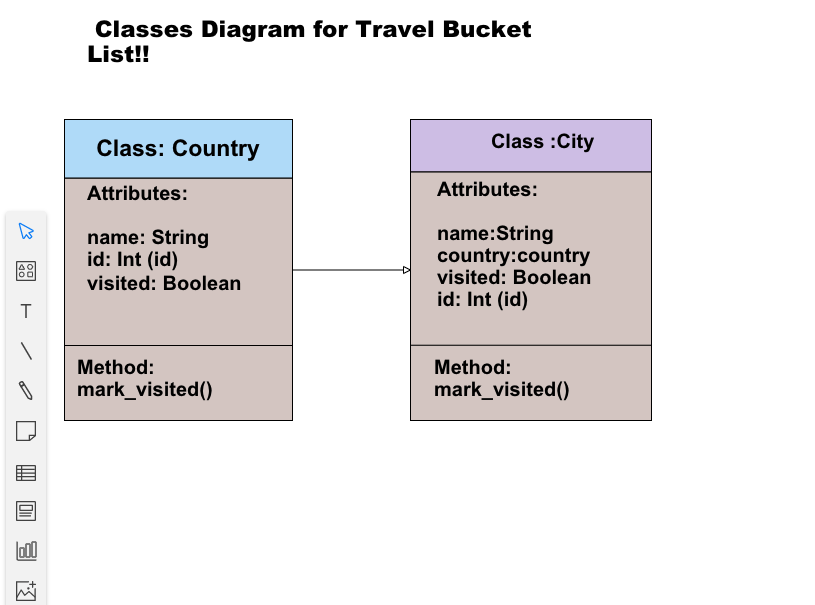 Classes Diagram for Travel Bucket
List!!
Class: Country
Attributes:
name: String
id: Int (id)
visited: Boolean
Method:
mark_visited()
Class :City
Attributes:
name:String
country:country
visited: Boolean
id: Int (id)
Method:
mark_visited()
T